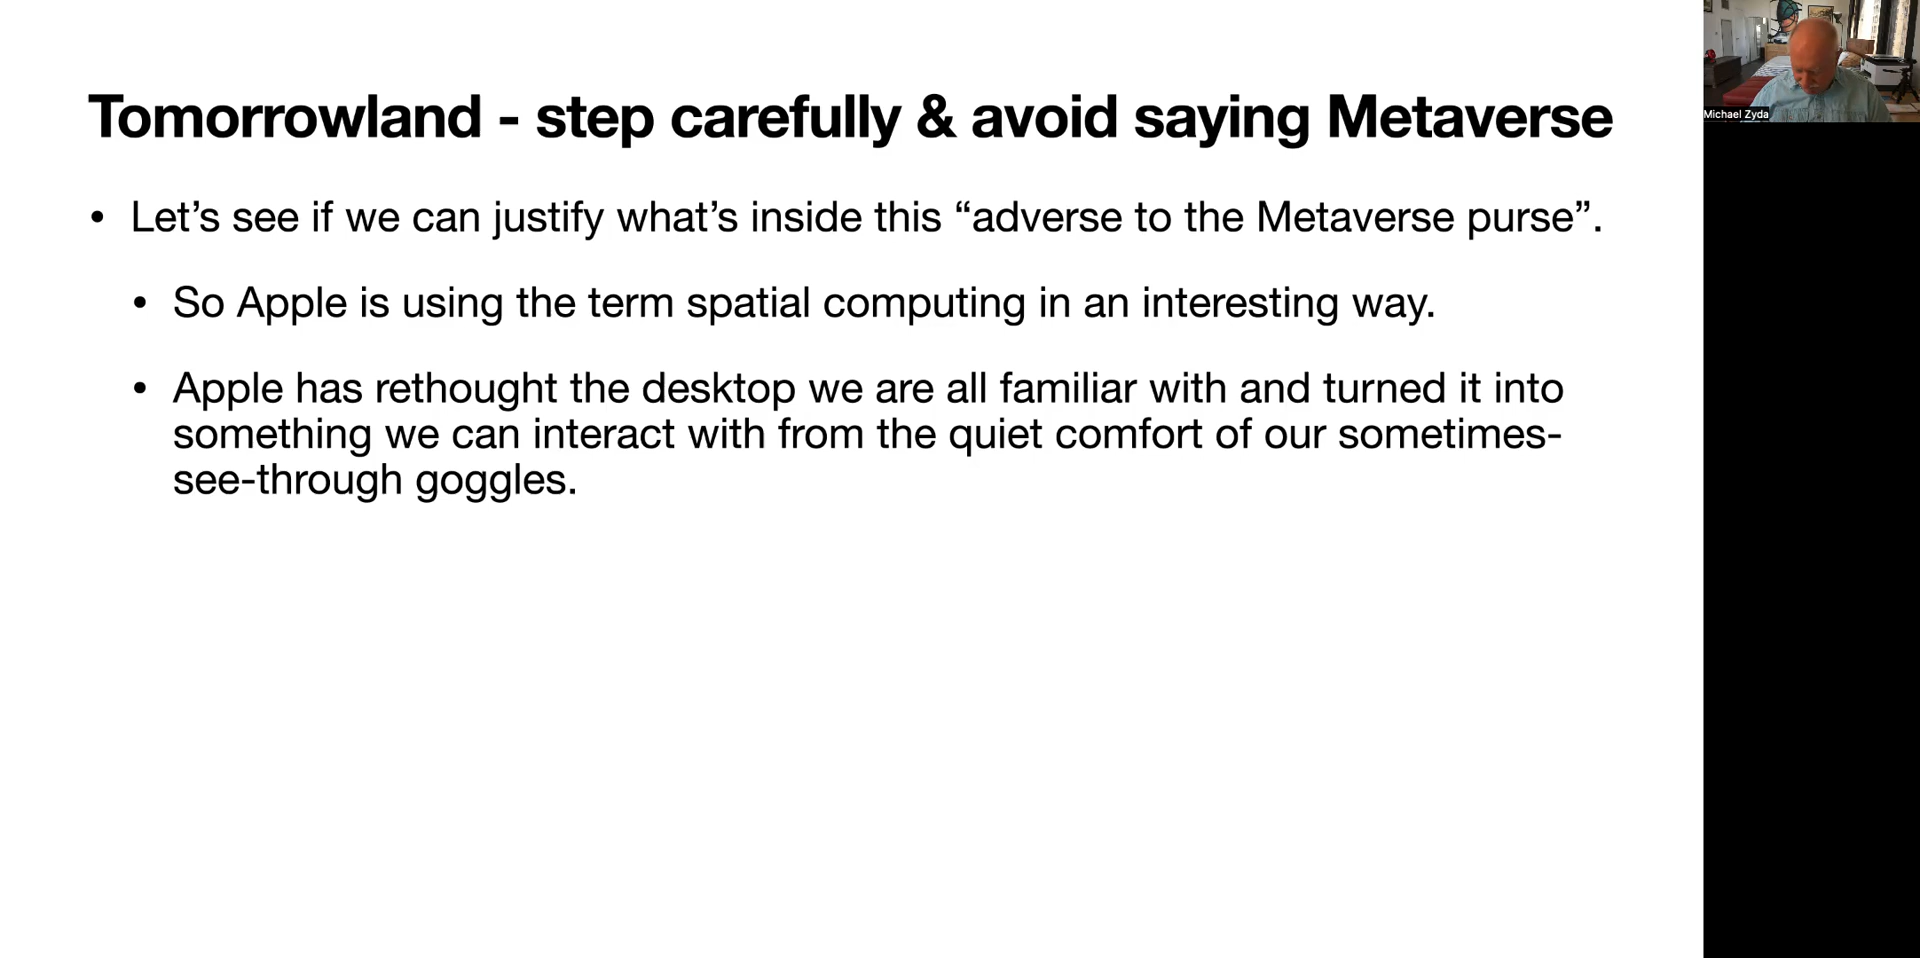 Tomorrowland - step carefully & avoid saying Metaverse
• Let’s see if we can justify what’s inside this “adverse to the Metaverse purse”.
• So Apple is using the term spatial computing in an interesting way.
• Apple has rethought the desktop we are all familiar with and turned it into
something we can interact with from the quiet comfort of our sometimes-
see-through goggles.
Michael Zyda